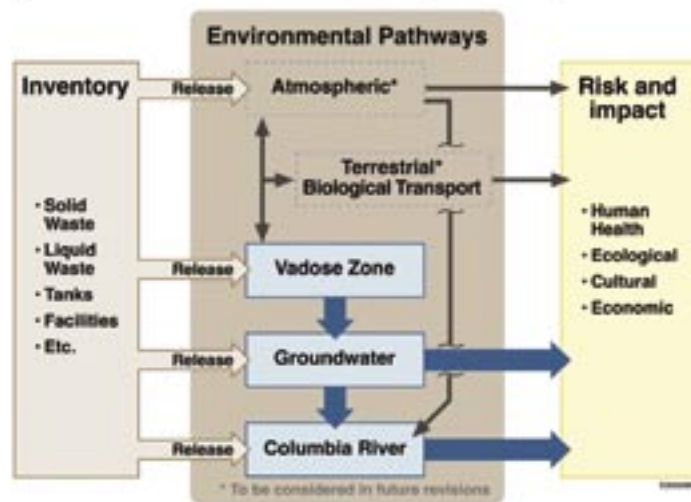 Environmental Pathways
Inventory
• Solid
Waste
• Liquid
Waste
• Tanks
• Facilities
• Etc.
Release
Release
Release
Release
Atmospheric*
Terrestrial*
Biological Transport
Vadose Zone
Groundwater
Columbia River
* To be considered in future revisions
Risk and
impact
• Human
Health
• Ecological
• Cultural
• Economic